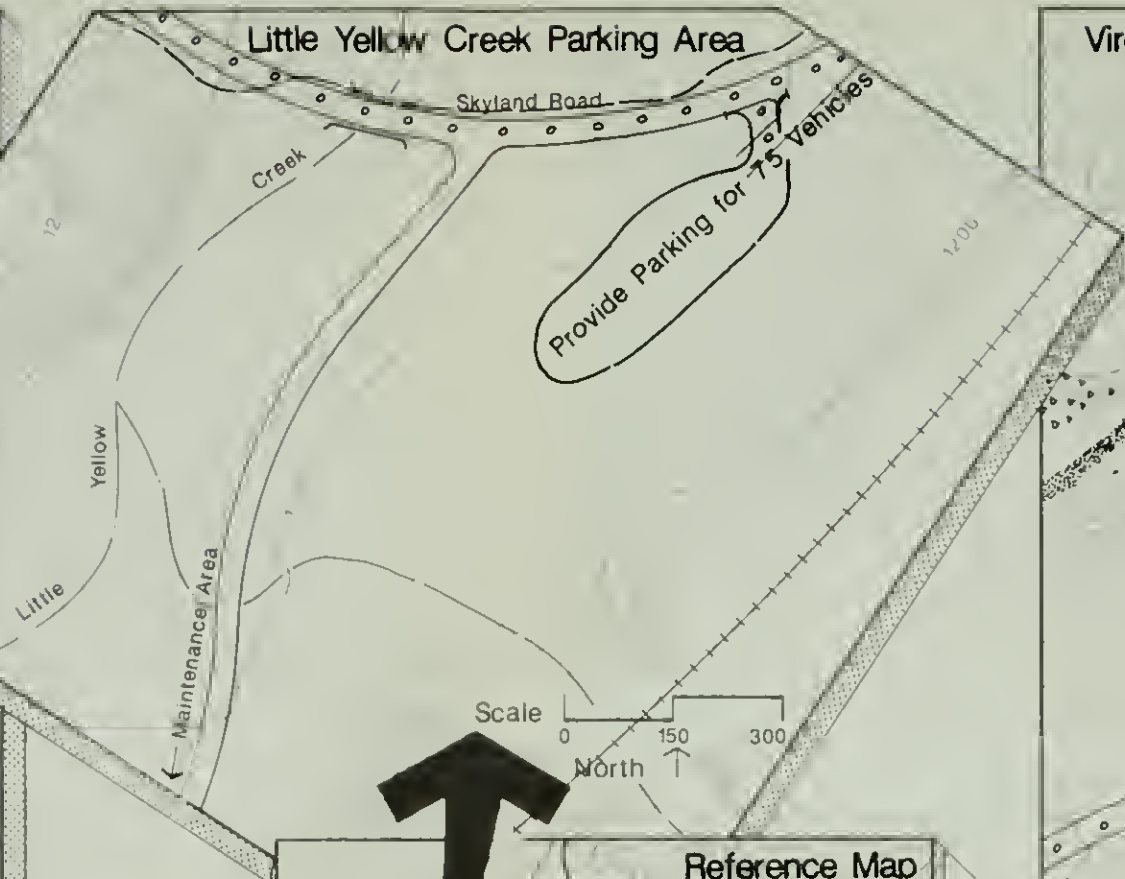 Little Yellow Creek Parking Area
Vir
Skyland Road
Creek
Provide Parking for 75 Vehicles
12
1200
Yellow
Little
Maintenance Area
Scale
0 150 300
North
Reference Map